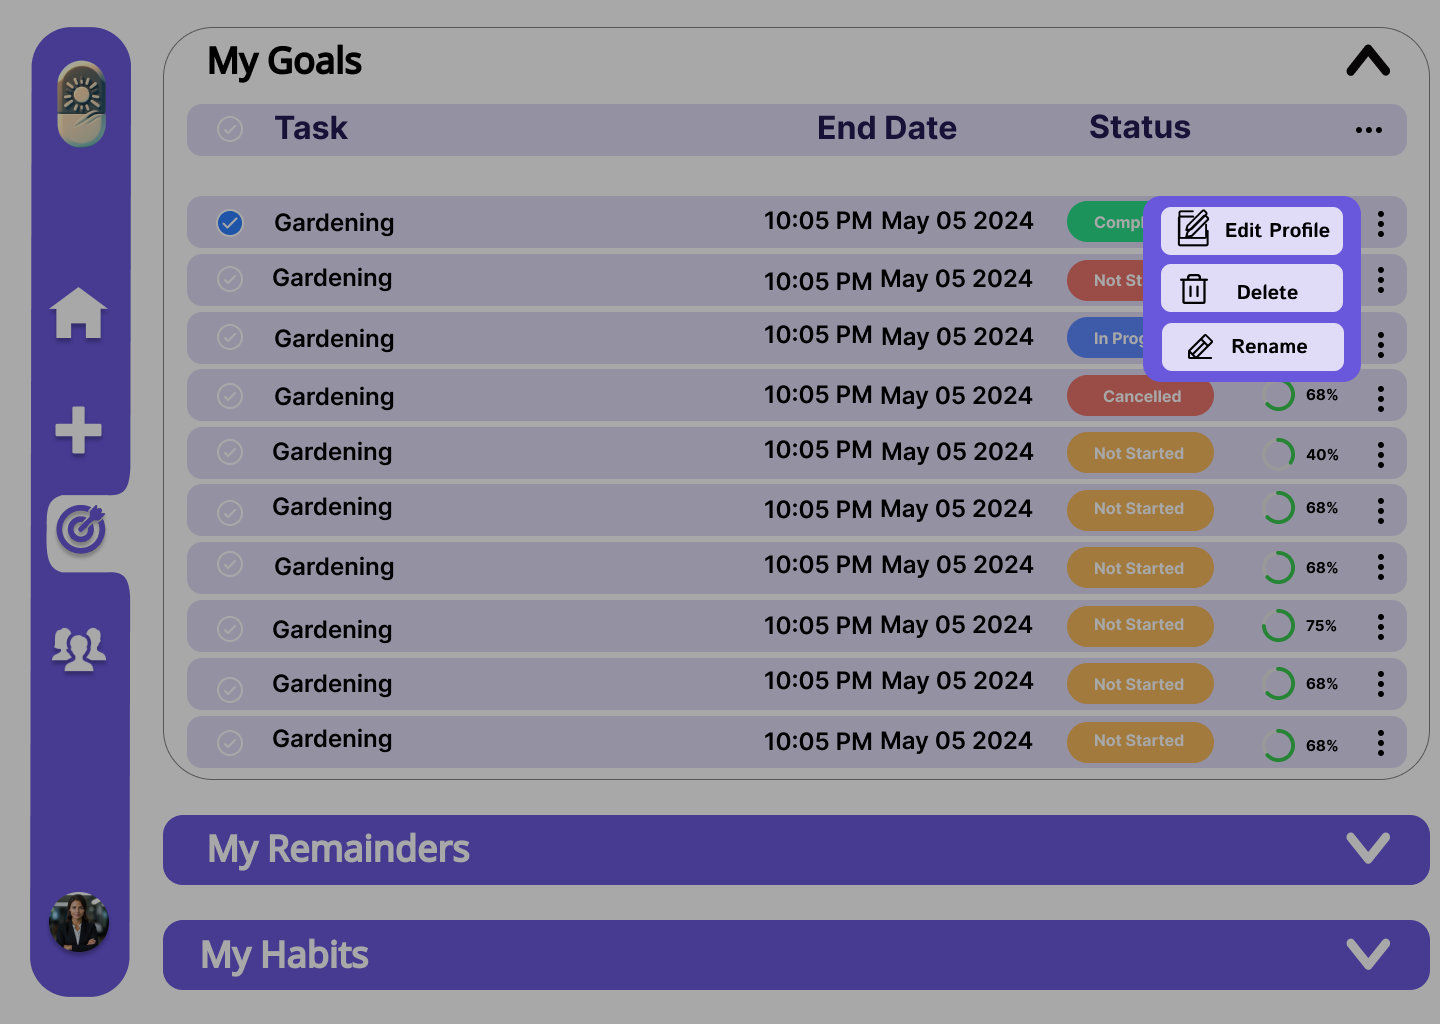 My Goals
Task End Date Status
Gardening 10:05 PM May 05 2024 Compl
Edit Profile
Gardening 10:05 PM May 05 2024 Not St
Delete
Gardening 10:05 PM May 05 2024 In Prog
Rename
Gardening 10:05 PM May 05 2024 Cancelled 68%
Gardening 10:05 PM May 05 2024 Not Started 40%
Gardening 10:05 PM May 05 2024 Not Started 68%
Gardening 10:05 PM May 05 2024 Not Started 68%
Gardening 10:05 PM May 05 2024 Not Started 75%
Gardening 10:05 PM May 05 2024 Not Started 68%
Gardening 10:05 PM May 05 2024 Not Started 68%
My Remainders
My Habits